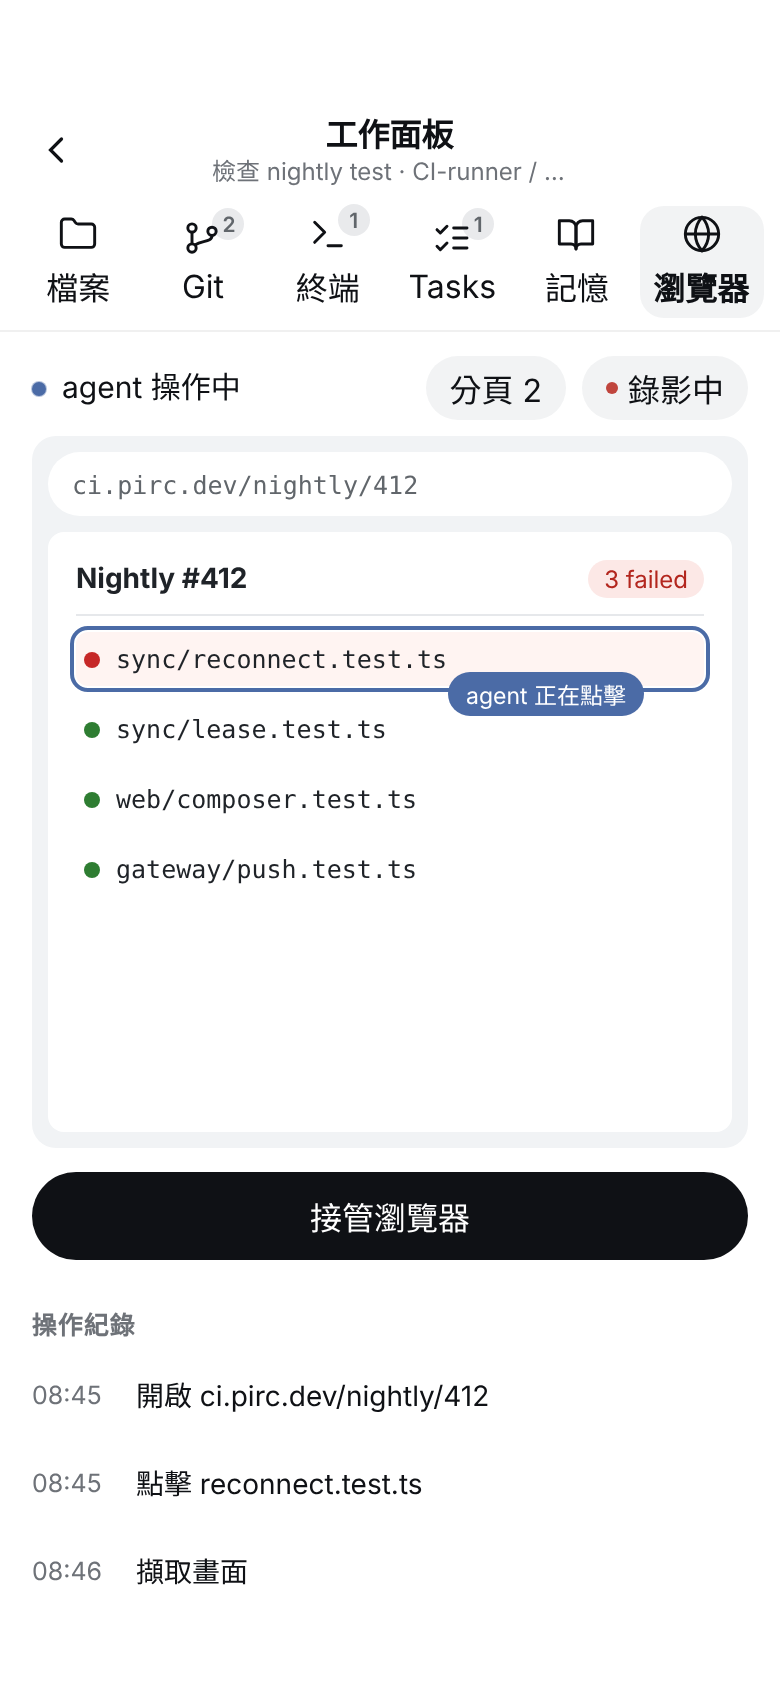 工作面板
檢查 nightly test · CI-runner / ...
檔案
Git 2
終端 1
Tasks 1
記憶
瀏覽器
agent 操作中
分頁 2
錄影中
ci.pirc.dev/nightly/412
Nightly #412
3 failed
sync/reconnect.test.ts
agent 正在點擊
sync/lease.test.ts
web/composer.test.ts
gateway/push.test.ts
接管瀏覽器
操作紀錄
08:45 開啟 ci.pirc.dev/nightly/412
08:45 點擊 reconnect.test.ts
08:46 擷取畫面